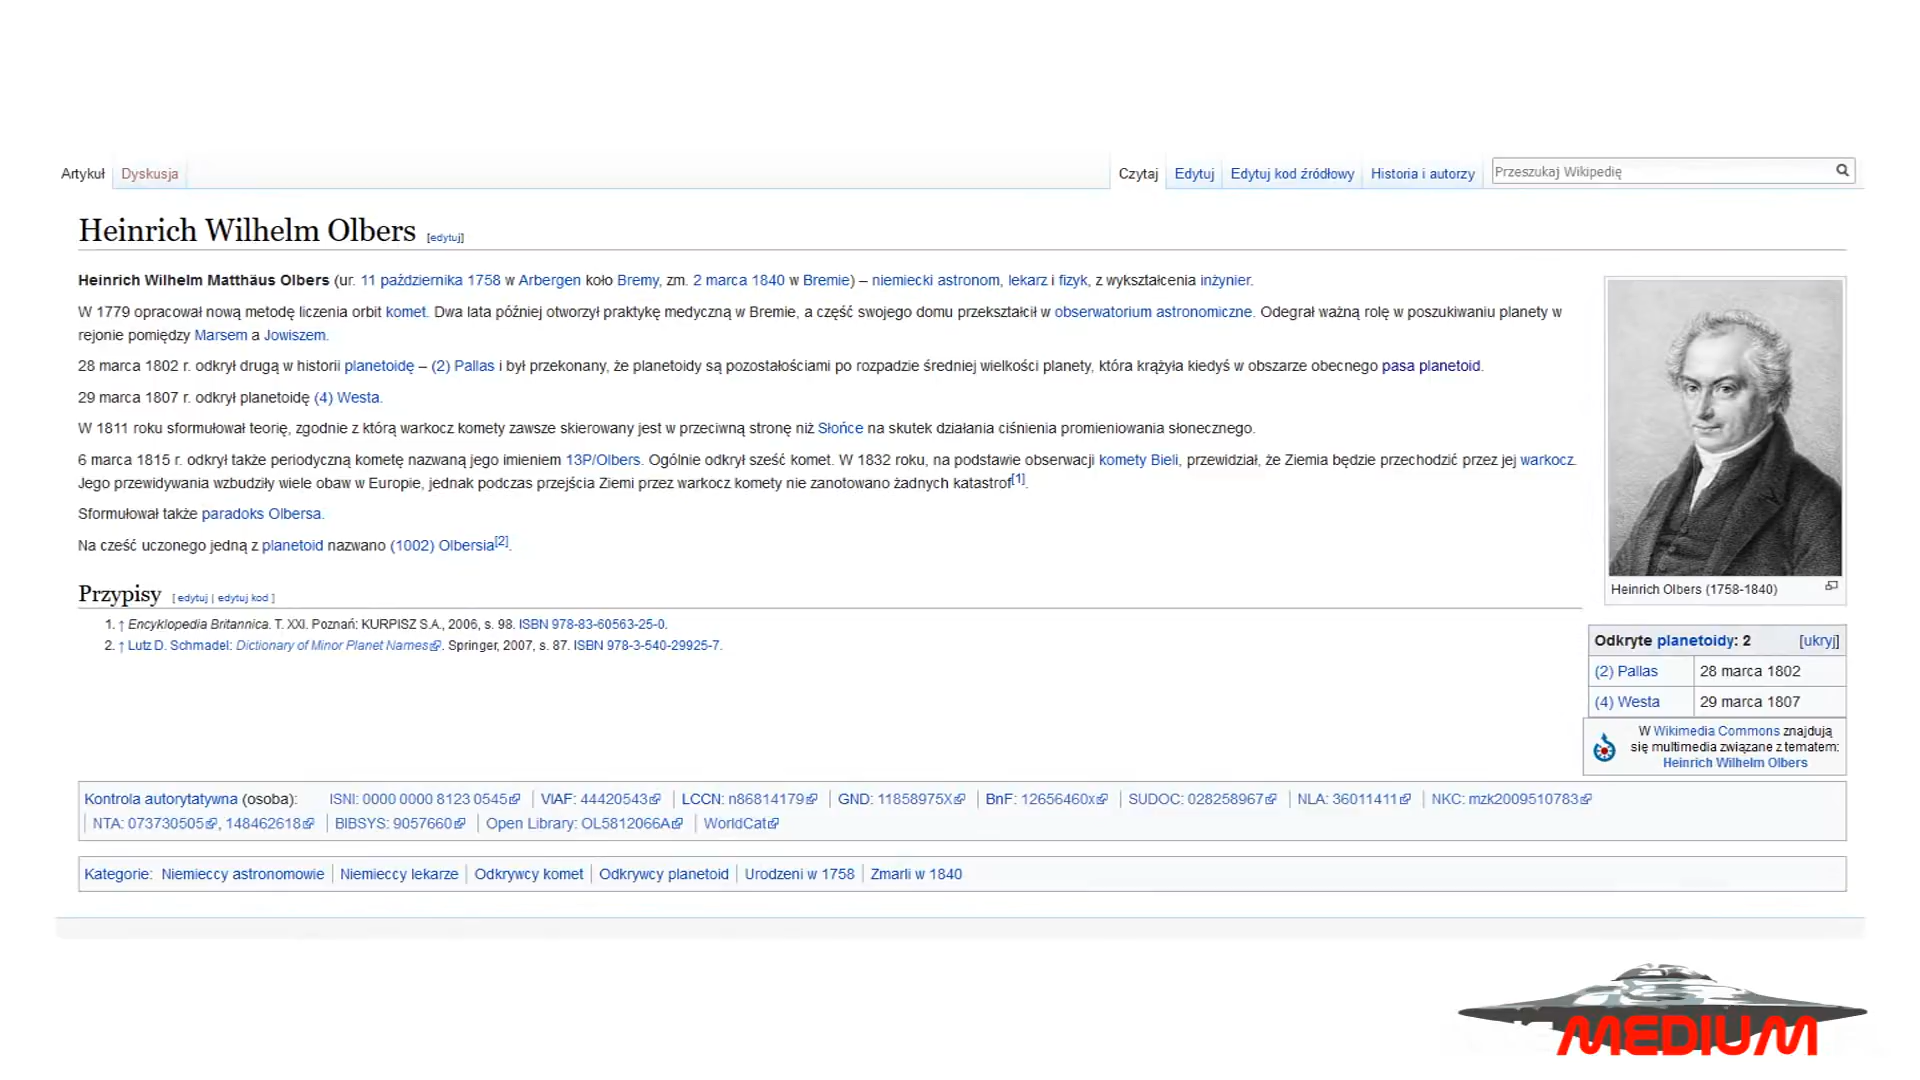 Artykuł Dyskusja Czytaj Edytuj Edytuj kod źródłowy Historia i autorzy Przeszukaj Wikipedię
Heinrich Wilhelm Olbers [edytuj]
Heinrich Wilhelm Matthäus Olbers (ur. 11 października 1758 w Arbergen koło Bremy, zm. 2 marca 1840 w Bremie) – niemiecki astronom, lekarz i fizyk, z wykształcenia inżynier.
W 1779 opracował nową metodę liczenia orbit komet. Dwa lata później otworzył praktykę medyczną w Bremie, a część swojego domu przekształcił w obserwatorium astronomiczne. Odegrał ważną rolę w poszukiwaniu planety w
rejonie pomiędzy Marsem a Jowiszem.
28 marca 1802 r. odkrył drugą w historii planetoidę – (2) Pallas i był przekonany, że planetoidy są pozostałościami po rozpadzie średniej wielkości planety, która krążyła kiedyś w obszarze obecnego pasa planetoid.
29 marca 1807 r. odkrył planetoidę (4) Westa.
W 1811 roku sformułował teorię, zgodnie z którą warkocz komety zawsze skierowany jest w przeciwną stronę niż Słońce na skutek działania ciśnienia promieniowania słonecznego.
6 marca 1815 r. odkrył także periodyczną kometę nazwaną jego imieniem 13P/Olbers. Ogólnie odkrył sześć komet. W 1832 roku, na podstawie obserwacji komety Bieli, przewidział, że Ziemia będzie przechodzić przez jej warkocz.
Jego przewidywania wzbudziły wiele obaw w Europie, jednak podczas przejścia Ziemi przez warkocz komety nie zanotowano żadnych katastrof[1].
Sformułował także paradoks Olbersa.
Na cześć uczonego jedną z planetoid nazwano (1002) Olbersia[2].
Heinrich Olbers (1758-1840)
Przypisy [ edytuj | edytuj kod ]
1. ↑ Encyklopedia Britannica. T. XXI. Poznań: KURPISZ S.A., 2006, s. 98. ISBN 978-83-60563-25-0.
2. ↑ Lutz D. Schmadel: Dictionary of Minor Planet Names. Springer, 2007, s. 87. ISBN 978-3-540-29925-7.
Odkryte planetoidy: 2 [ukryj]
(2) Pallas 28 marca 1802
(4) Westa 29 marca 1807
W Wikimedia Commons znajdują
się multimedia związane z tematem:
Heinrich Wilhelm Olbers
Kontrola autorytatywna (osoba): ISNI: 0000 0000 8123 0545 | VIAF: 44420543 | LCCN: n86814179 | GND: 11858975X | BnF: 12656460x | SUDOC: 028258967 | NLA: 36011411 | NKC: mzk2009510783
| NTA: 073730505, 148462618 | BIBSYS: 9057660 | Open Library: OL5812066A | WorldCat
Kategorie: Niemieccy astronomowie | Niemieccy lekarze | Odkrywcy komet | Odkrywcy planetoid | Urodzeni w 1758 | Zmarli w 1840
MEDIUM